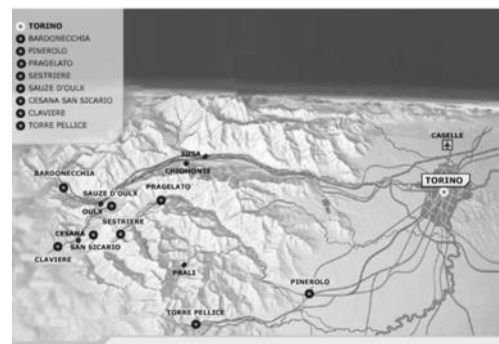 TORINO
BARDONECCHIA
PINEROLO
PRAGELATO
SESTRIERE
SAUZE D'OULX
CESANA SAN SICARIO
CLAVIERE
TORRE PELLICE
CASELLE
SUSA
CHIOMONTE
BARDONECCHIA
TORINO
SAUZE D'OULX
PRAGELATO
OULX
SESTRIERE
CESANA
SAN SICARIO
CLAVIERE
PRALI
PINEROLO
TORRE PELLICE